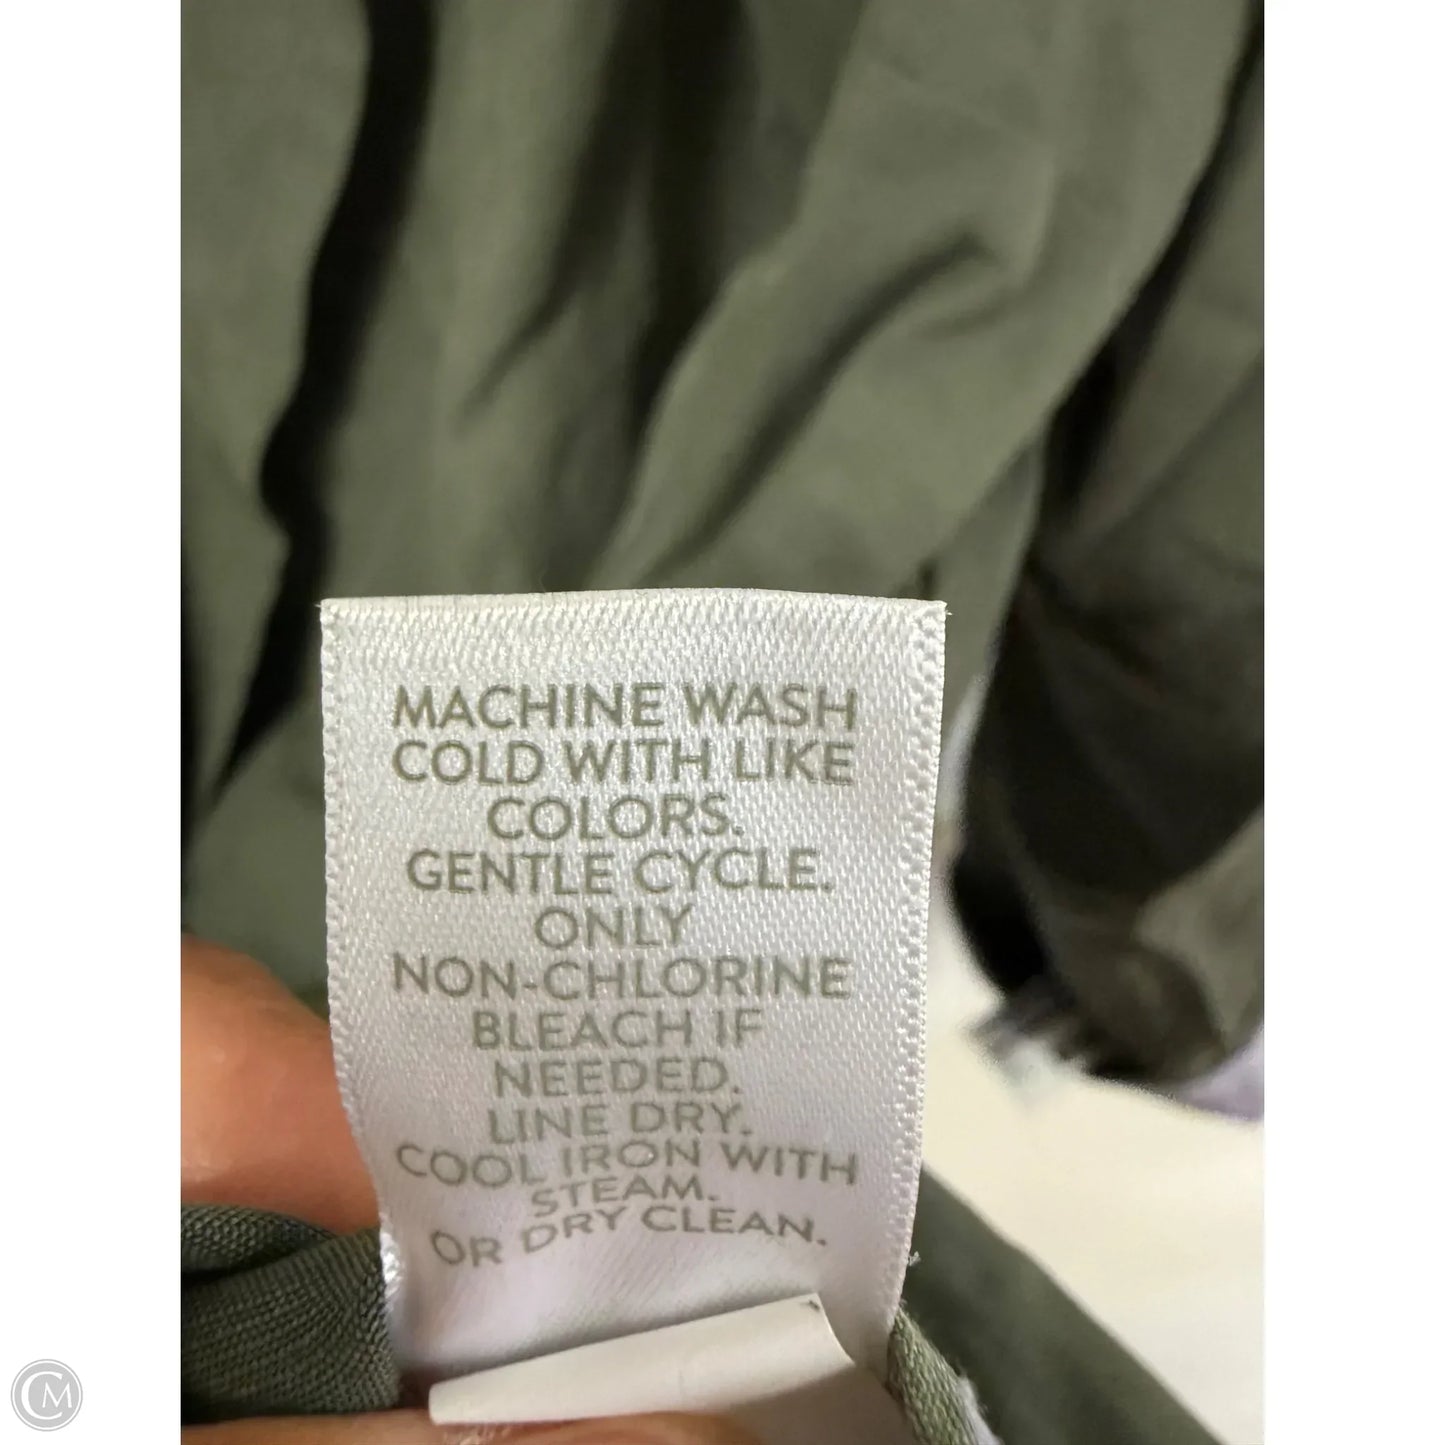 MACHINE WASH
COLD WITH LIKE
COLORS.
GENTLE CYCLE.
ONLY
NON-CHLORINE
BLEACH IF
NEEDED.
LINE DRY.
COOL IRON WITH
STEAM.
OR DRY CLEAN.
CM